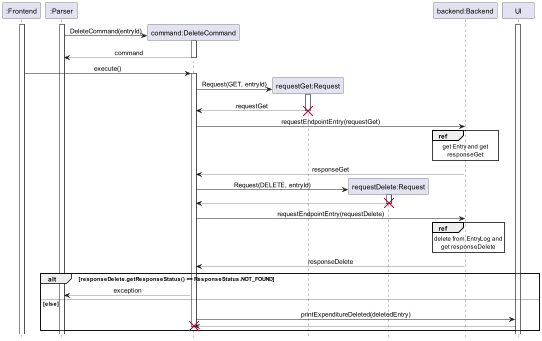 :Frontend
:Parser
backend:Backend
UI
DeleteCommand(entryId)
command:DeleteCommand
command
execute()
Request(GET, entryId)
requestGet:Request
requestGet
requestEndpointEntry(requestGet)
ref
get Entry and get
responseGet
responseGet
Request(DELETE, entryId)
requestDelete:Request
requestEndpointEntry(requestDelete)
ref
delete from EntryLog and
get responseDelete
responseDelete
alt
[responseDelete.getResponseStatus() == ResponseStatus.NOT_FOUND]
exception
[else]
printExpenditureDeleted(deletedEntry)